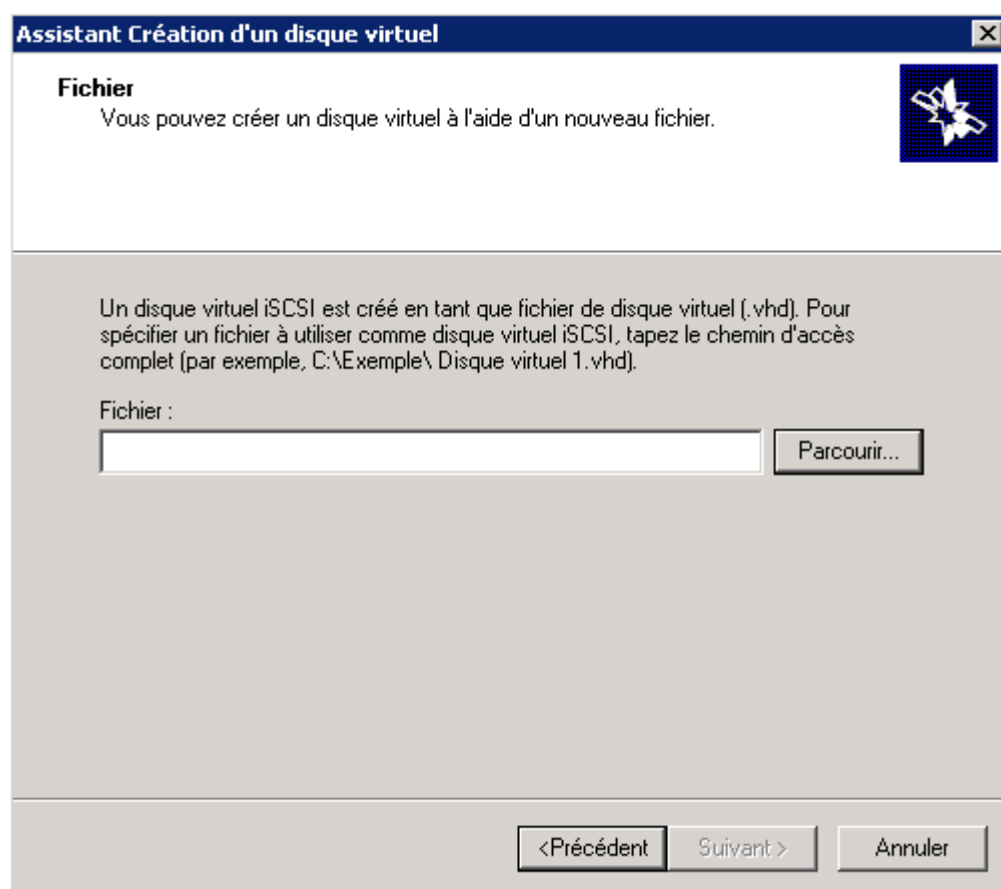 Assistant Création d'un disque virtuel
Fichier
Vous pouvez créer un disque virtuel à l'aide d'un nouveau fichier.
Un disque virtuel iSCSI est créé en tant que fichier de disque virtuel (.vhd). Pour
spécifier un fichier à utiliser comme disque virtuel iSCSI, tapez le chemin d'accès
complet (par exemple, C:\Exemple\ Disque virtuel 1.vhd).
Fichier :
Parcourir...
<Précédent Suivant > Annuler